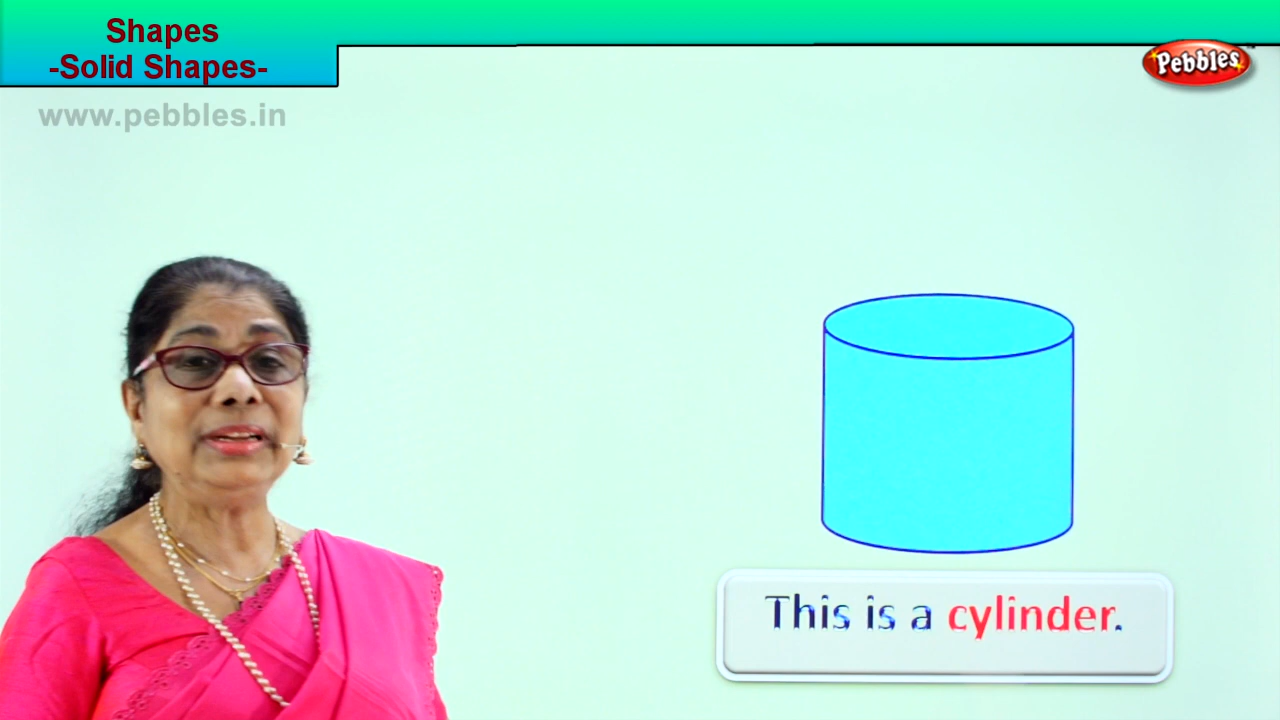 Shapes
-Solid Shapes-
Pebbles
www.pebbles.in
This is a cylinder.